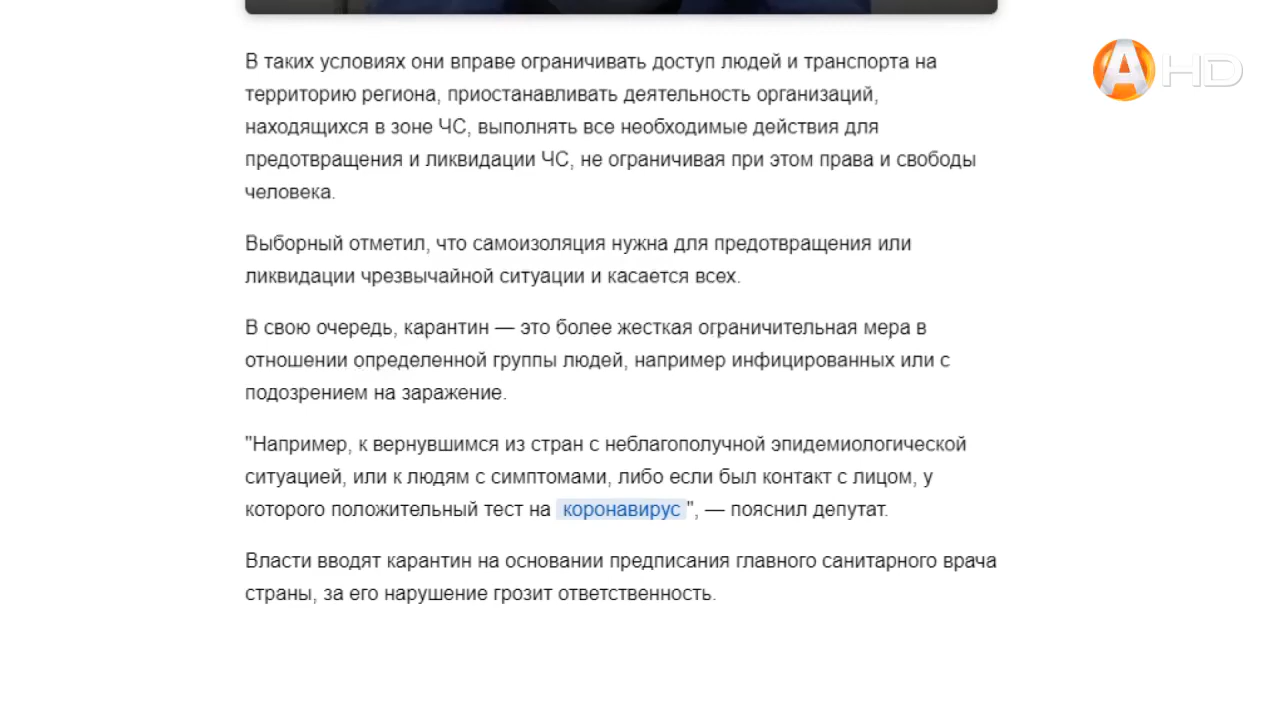 В таких условиях они вправе ограничивать доступ людей и транспорта на
территорию региона, приостанавливать деятельность организаций,
находящихся в зоне ЧС, выполнять все необходимые действия для
предотвращения и ликвидации ЧС, не ограничивая при этом права и свободы
человека.
Выборный отметил, что самоизоляция нужна для предотвращения или
ликвидации чрезвычайной ситуации и касается всех.
В свою очередь, карантин — это более жесткая ограничительная мера в
отношении определенной группы людей, например инфицированных или с
подозрением на заражение.
"Например, к вернувшимся из стран с неблагополучной эпидемиологической
ситуацией, или к людям с симптомами, либо если был контакт с лицом, у
которого положительный тест на коронавирус", — пояснил депутат.
Власти вводят карантин на основании предписания главного санитарного врача
страны, за его нарушение грозит ответственность.
А HD